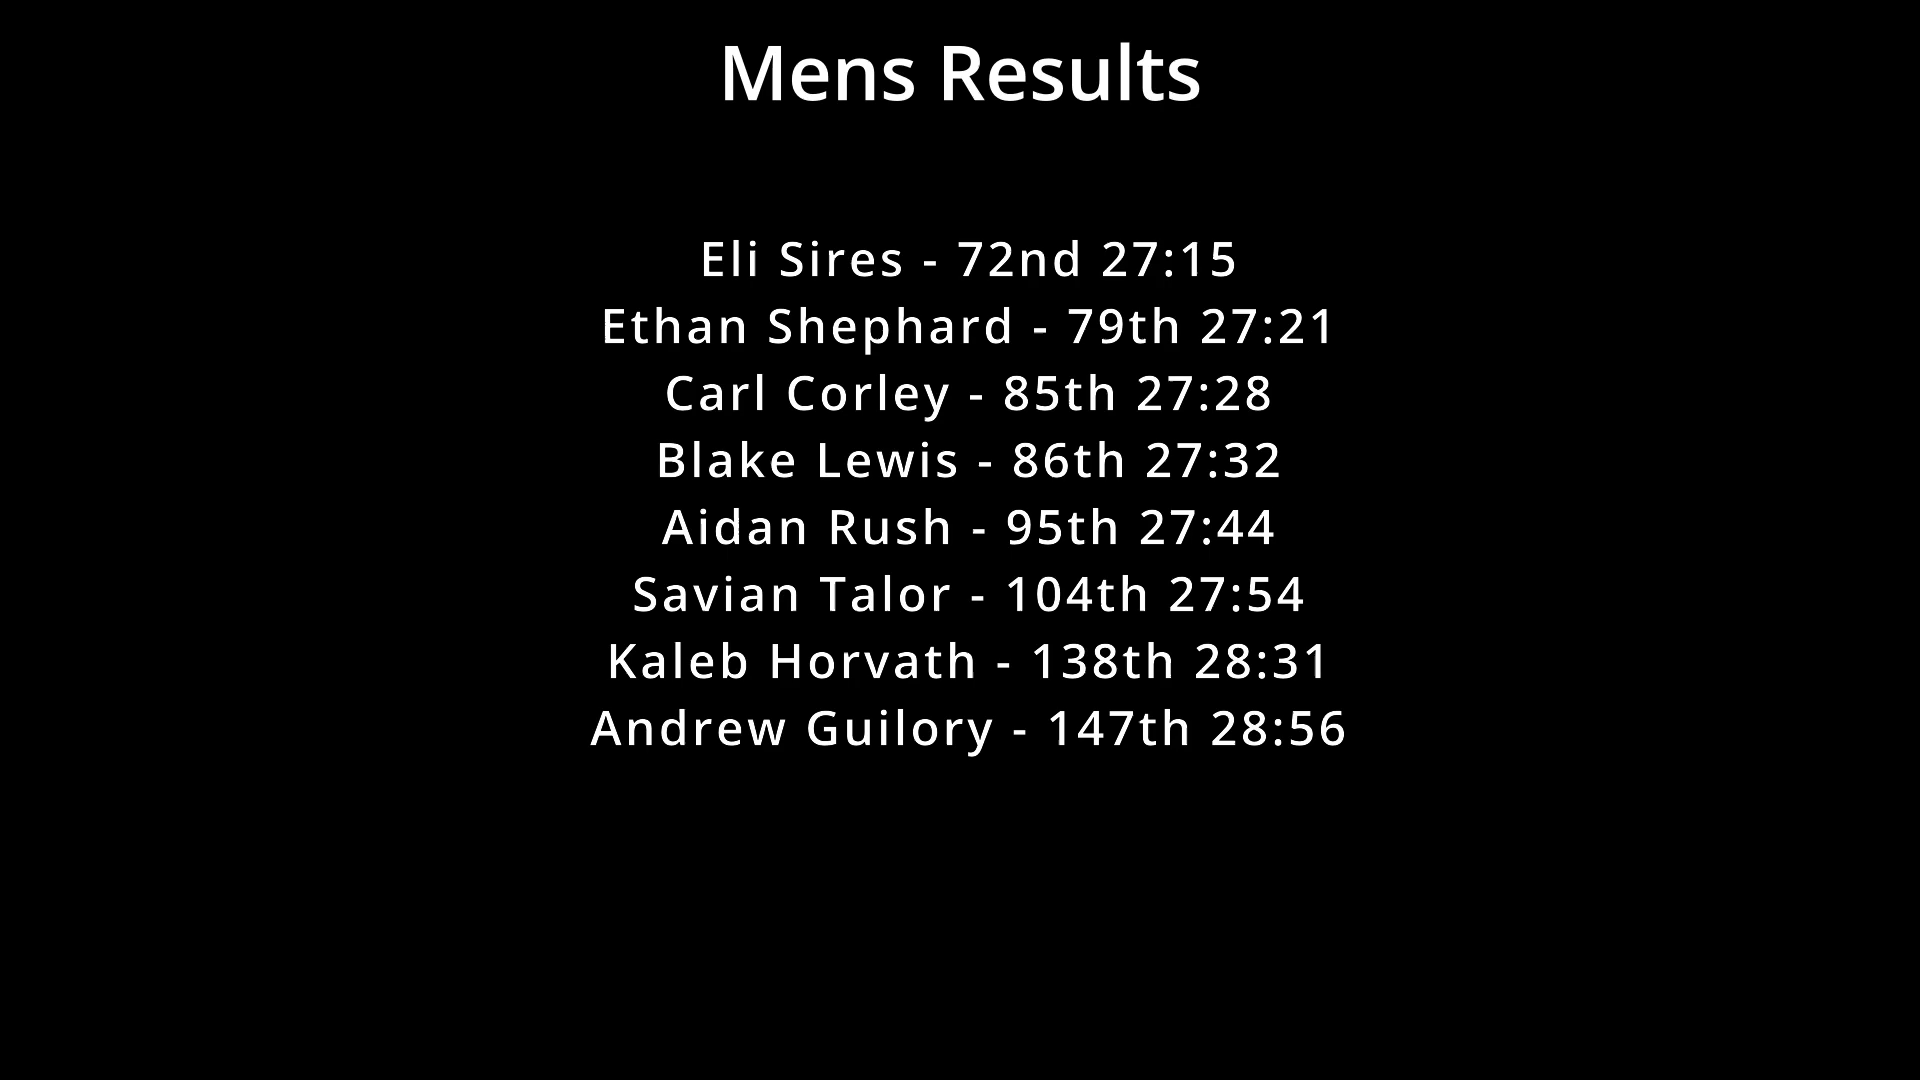 Mens Results
Eli Sires - 72nd 27:15
Ethan Shephard - 79th 27:21
Carl Corley - 85th 27:28
Blake Lewis - 86th 27:32
Aidan Rush - 95th 27:44
Savian Talor - 104th 27:54
Kaleb Horvath - 138th 28:31
Andrew Guilory - 147th 28:56